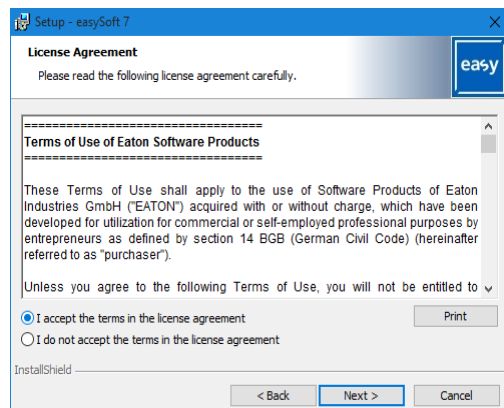 Setup - easySoft 7
License Agreement
Please read the following license agreement carefully.
easy
==================================
Terms of Use of Eaton Software Products
==================================
These Terms of Use shall apply to the use of Software Products of Eaton
Industries GmbH ("EATON") acquired with or without charge, which have been
developed for utilization for commercial or self-employed professional purposes by
entrepreneurs as defined by section 14 BGB (German Civil Code) (hereinafter
referred to as "purchaser").
Unless you agree to the following Terms of Use, you will not be entitled to
I accept the terms in the license agreement
Print
I do not accept the terms in the license agreement
InstallShield
< Back
Next >
Cancel